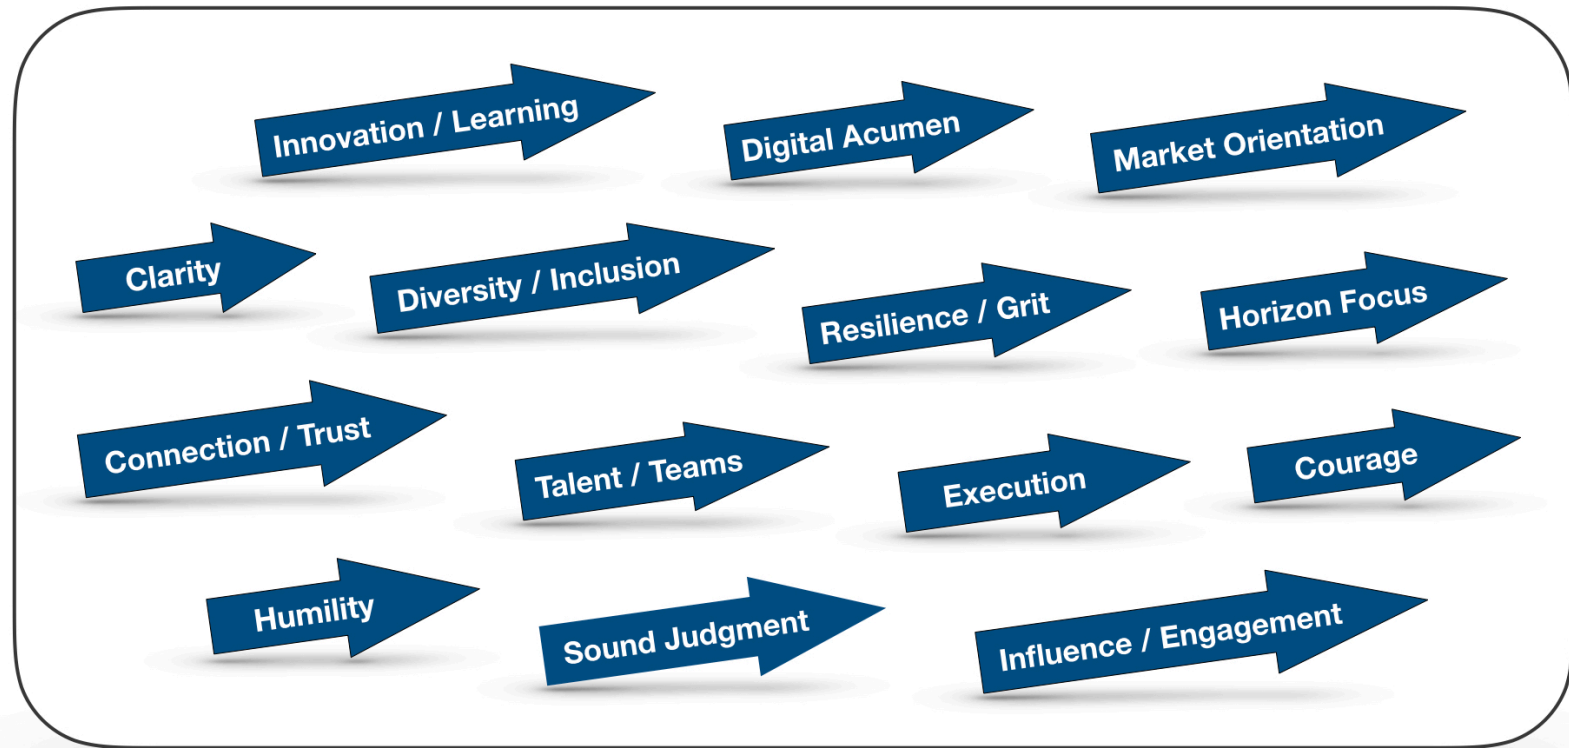 Innovation / Learning
Digital Acumen
Market Orientation
Clarity
Diversity / Inclusion
Resilience / Grit
Horizon Focus
Connection / Trust
Talent / Teams
Execution
Courage
Humility
Sound Judgment
Influence / Engagement